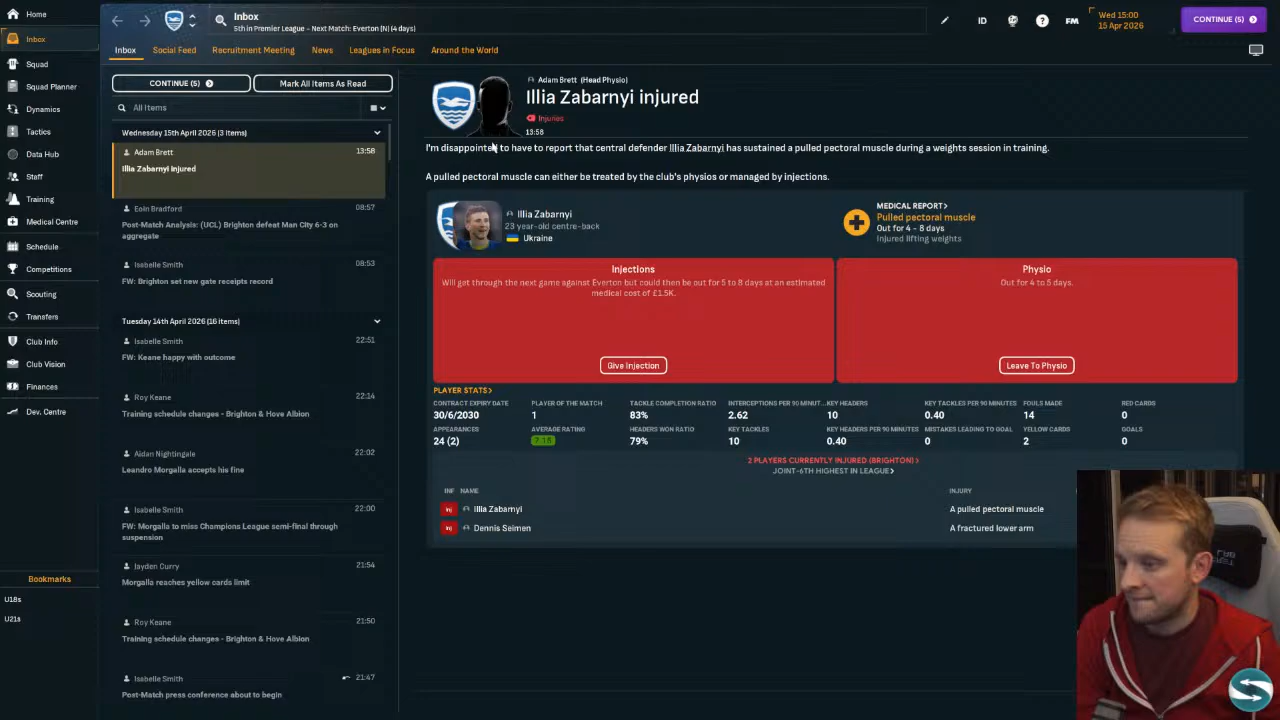 Home
Inbox
Squad
Squad Planner
Dynamics
Tactics
Data Hub
Staff
Training
Medical Centre
Schedule
Competitions
Scouting
Transfers
Club Info
Club Vision
Finances
Dev. Centre
Bookmarks
U18s
U21s
Inbox
5th in Premier League - Next Match: Everton (N) (4 days)
ID
FM
Wed 15:00
15 Apr 2026
CONTINUE (5)
Inbox
Social Feed
Recruitment Meeting
News
Leagues in Focus
Around the World
CONTINUE (5)
Mark All Items As Read
All Items
Wednesday 15th April 2026 (3 items)
Adam Brett 13:58
Illia Zabarnyi injured
Eoin Bradford 08:57
Post-Match Analysis: (UCL) Brighton defeat Man City 6-3 on
aggregate
Isabelle Smith 08:53
FW: Brighton set new gate receipts record
Tuesday 14th April 2026 (16 items)
Isabelle Smith 22:51
FW: Keane happy with outcome
Roy Keane 22:14
Training schedule changes - Brighton & Hove Albion
Aidan Nightingale 22:02
Leandro Morgalla accepts his fine
Isabelle Smith 22:00
FW: Morgalla to miss Champions League semi-final through
suspension
Jayden Curry 21:54
Morgalla reaches yellow cards limit
Roy Keane 21:50
Training schedule changes - Brighton & Hove Albion
Isabelle Smith 21:47
Post-Match press conference about to begin
Adam Brett (Head Physio)
Illia Zabarnyi injured
Injuries
13:58
I'm disappointed to have to report that central defender Illia Zabarnyi has sustained a pulled pectoral muscle during a weights session in training.
A pulled pectoral muscle can either be treated by the club's physios or managed by injections.
Illia Zabarnyi
23 year-old centre-back
Ukraine
MEDICAL REPORT>
Pulled pectoral muscle
Out for 4 - 8 days
Injured lifting weights
Injections
Will get through the next game against Everton but could then be out for 5 to 8 days at an estimated
medical cost of £1.5K.
Give Injection
Physio
Out for 4 to 5 days.
Leave To Physio
PLAYER STATS>
CONTRACT EXPIRY DATE PLAYER OF THE MATCH TACKLE COMPLETION RATIO INTERCEPTIONS PER 90 MINUT... KEY HEADERS KEY TACKLES PER 90 MINUTES FOULS MADE RED CARDS
30/6/2030 1 83% 2.62 10 0.40 14 0
APPEARANCES AVERAGE RATING HEADERS WON RATIO KEY TACKLES KEY HEADERS PER 90 MINUTES MISTAKES LEADING TO GOAL YELLOW CARDS GOALS
24 (2) 7.15 79% 10 0.40 0 2 0
2 PLAYERS CURRENTLY INJURED (BRIGHTON) >
JOINT-6TH HIGHEST IN LEAGUE>
INF NAME INJURY
Inj Illia Zabarnyi A pulled pectoral muscle
Inj Dennis Seimen A fractured lower arm